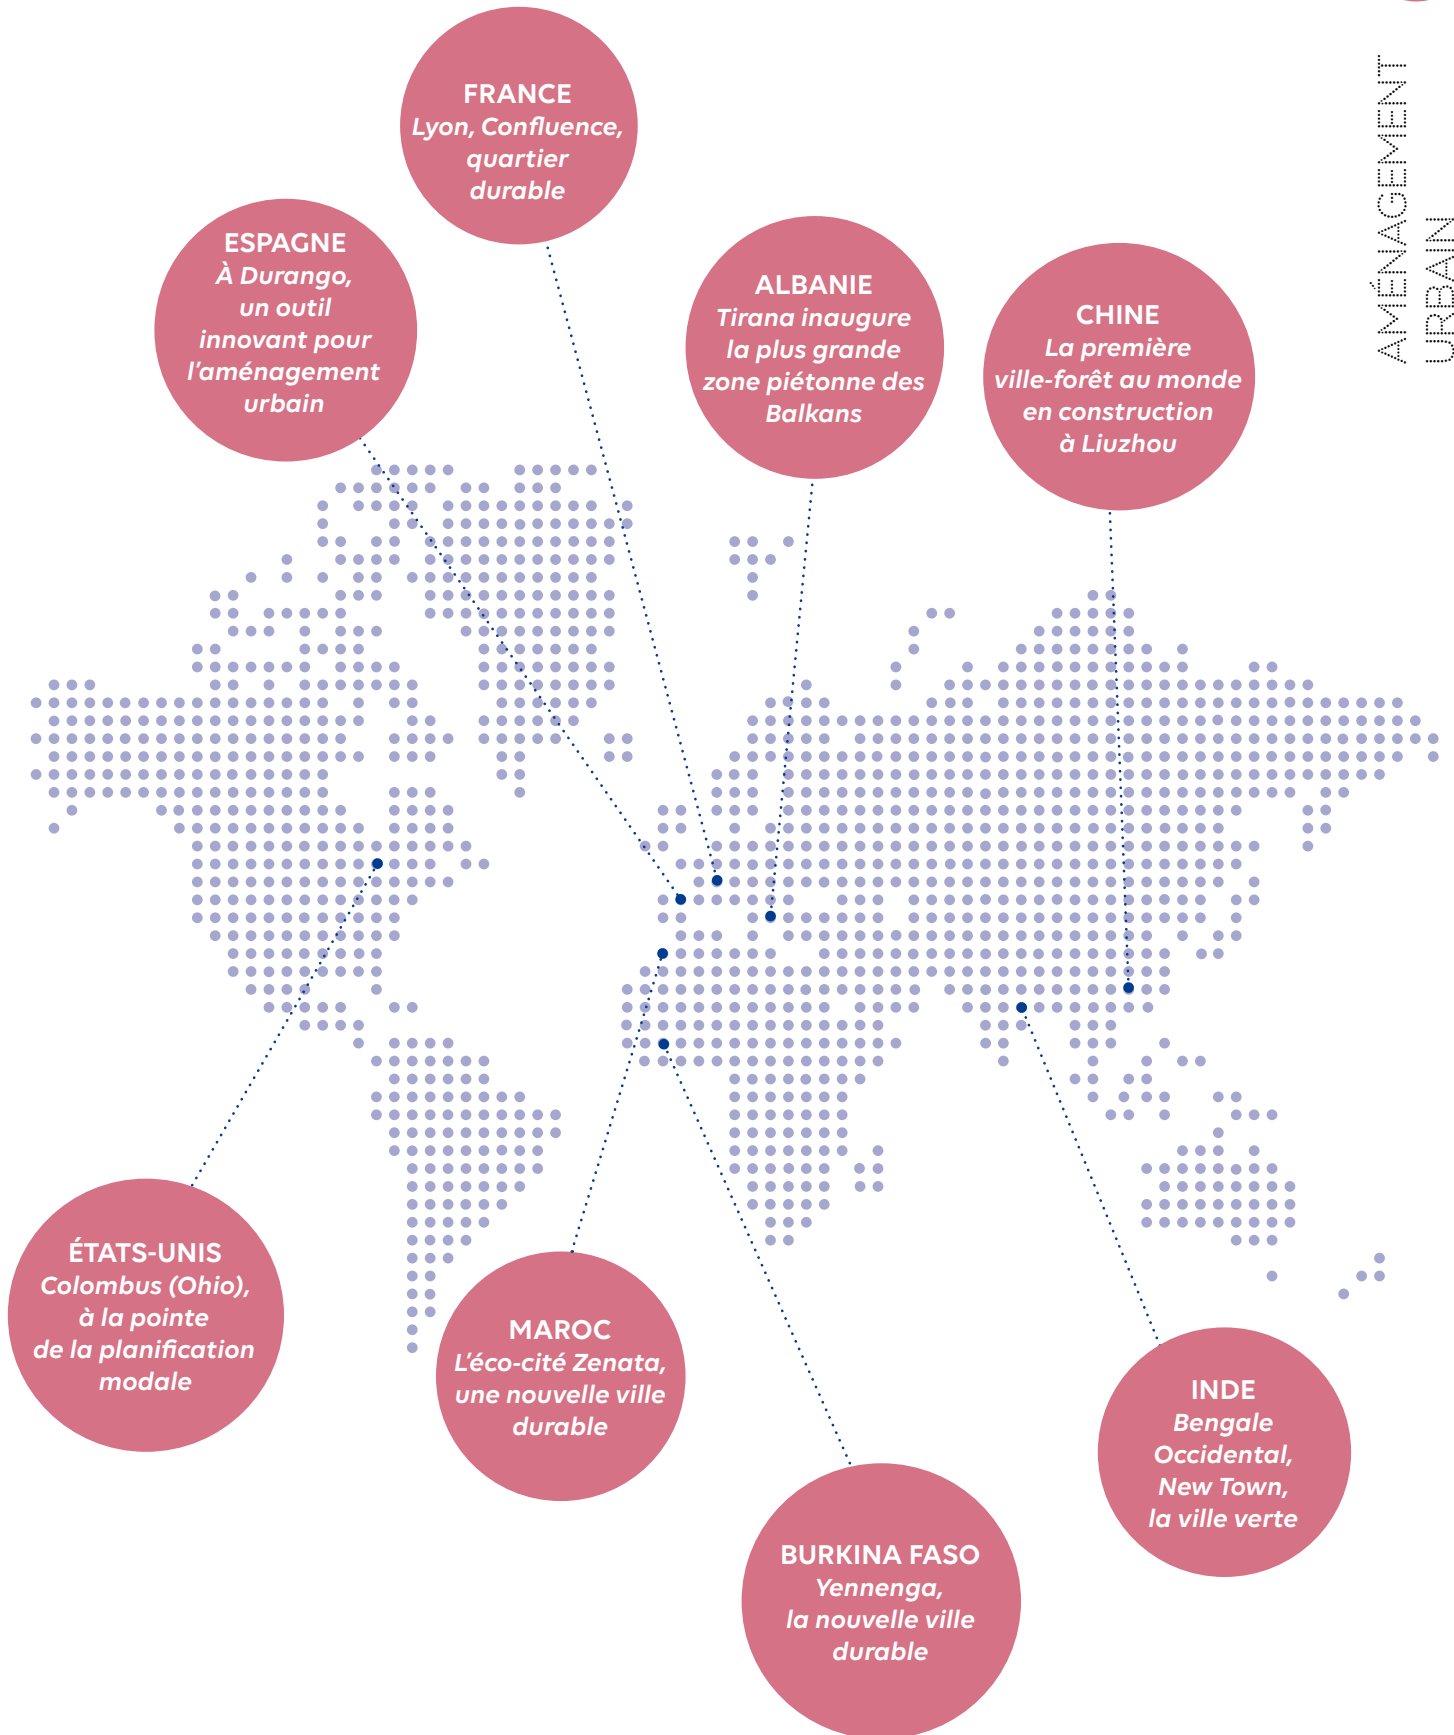 AMÉNAGEMENT
URBAIN
FRANCE
Lyon, Confluence,
quartier
durable
ESPAGNE
À Durango,
un outil
innovant pour
l'aménagement
urbain
ALBANIE
Tirana inaugure
la plus grande
zone piétonne des
Balkans
CHINE
La première
ville-forêt au monde
en construction
à Liuzhou
ÉTATS-UNIS
Colombus (Ohio),
à la pointe
de la planification
modale
MAROC
L'éco-cité Zenata,
une nouvelle ville
durable
INDE
Bengale
Occidental,
New Town,
la ville verte
BURKINA FASO
Yennenga,
la nouvelle ville
durable